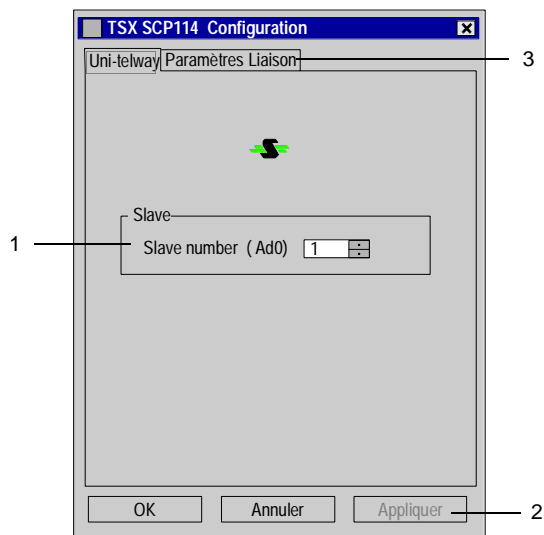 TSX SCP114 Configuration
Uni-telway Paramètres Liaison 3
Slave
1 Slave number ( Ad0) 1
OK Annuler Appliquer 2